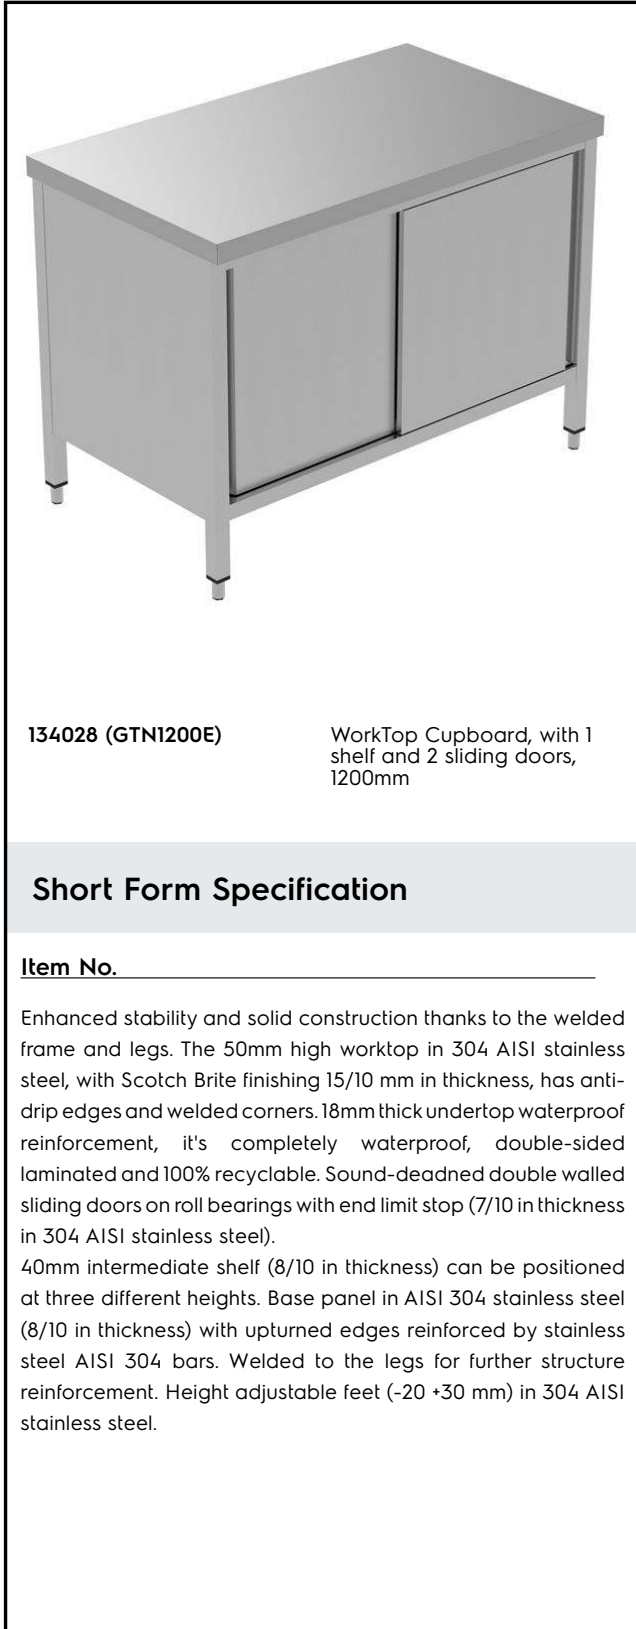 134028 (GTN1200E)
WorkTop Cupboard, with 1
shelf and 2 sliding doors,
1200mm
Short Form Specification
Item No.
Enhanced stability and solid construction thanks to the welded
frame and legs. The 50mm high worktop in 304 AISI stainless
steel, with Scotch Brite finishing 15/10 mm in thickness, has anti-
drip edges and welded corners. 18mm thick undertop waterproof
reinforcement, it's completely waterproof, double-sided
laminated and 100% recyclable. Sound-deadned double walled
sliding doors on roll bearings with end limit stop (7/10 in thickness
in 304 AISI stainless steel).
40mm intermediate shelf (8/10 in thickness) can be positioned
at three different heights. Base panel in AISI 304 stainless steel
(8/10 in thickness) with upturned edges reinforced by stainless
steel AISI 304 bars. Welded to the legs for further structure
reinforcement. Height adjustable feet (-20 +30 mm) in 304 AISI
stainless steel.